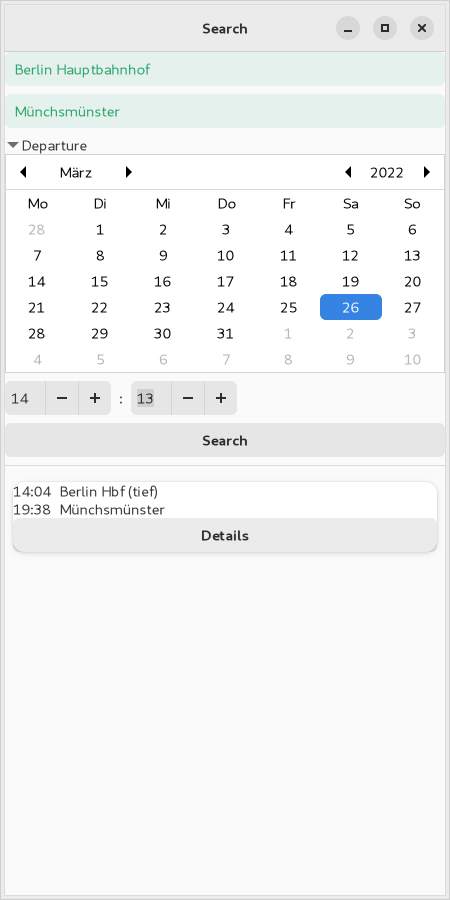 Search
Berlin Hauptbahnhof
Münchsmünster
Departure
März 2022
Mo Di Mi Do Fr Sa So
28 1 2 3 4 5 6
7 8 9 10 11 12 13
14 15 16 17 18 19 20
21 22 23 24 25 26 27
28 29 30 31 1 2 3
4 5 6 7 8 9 10
14 − + : 13 − +
Search
14:04 Berlin Hbf (tief)
19:38 Münchsmünster
Details